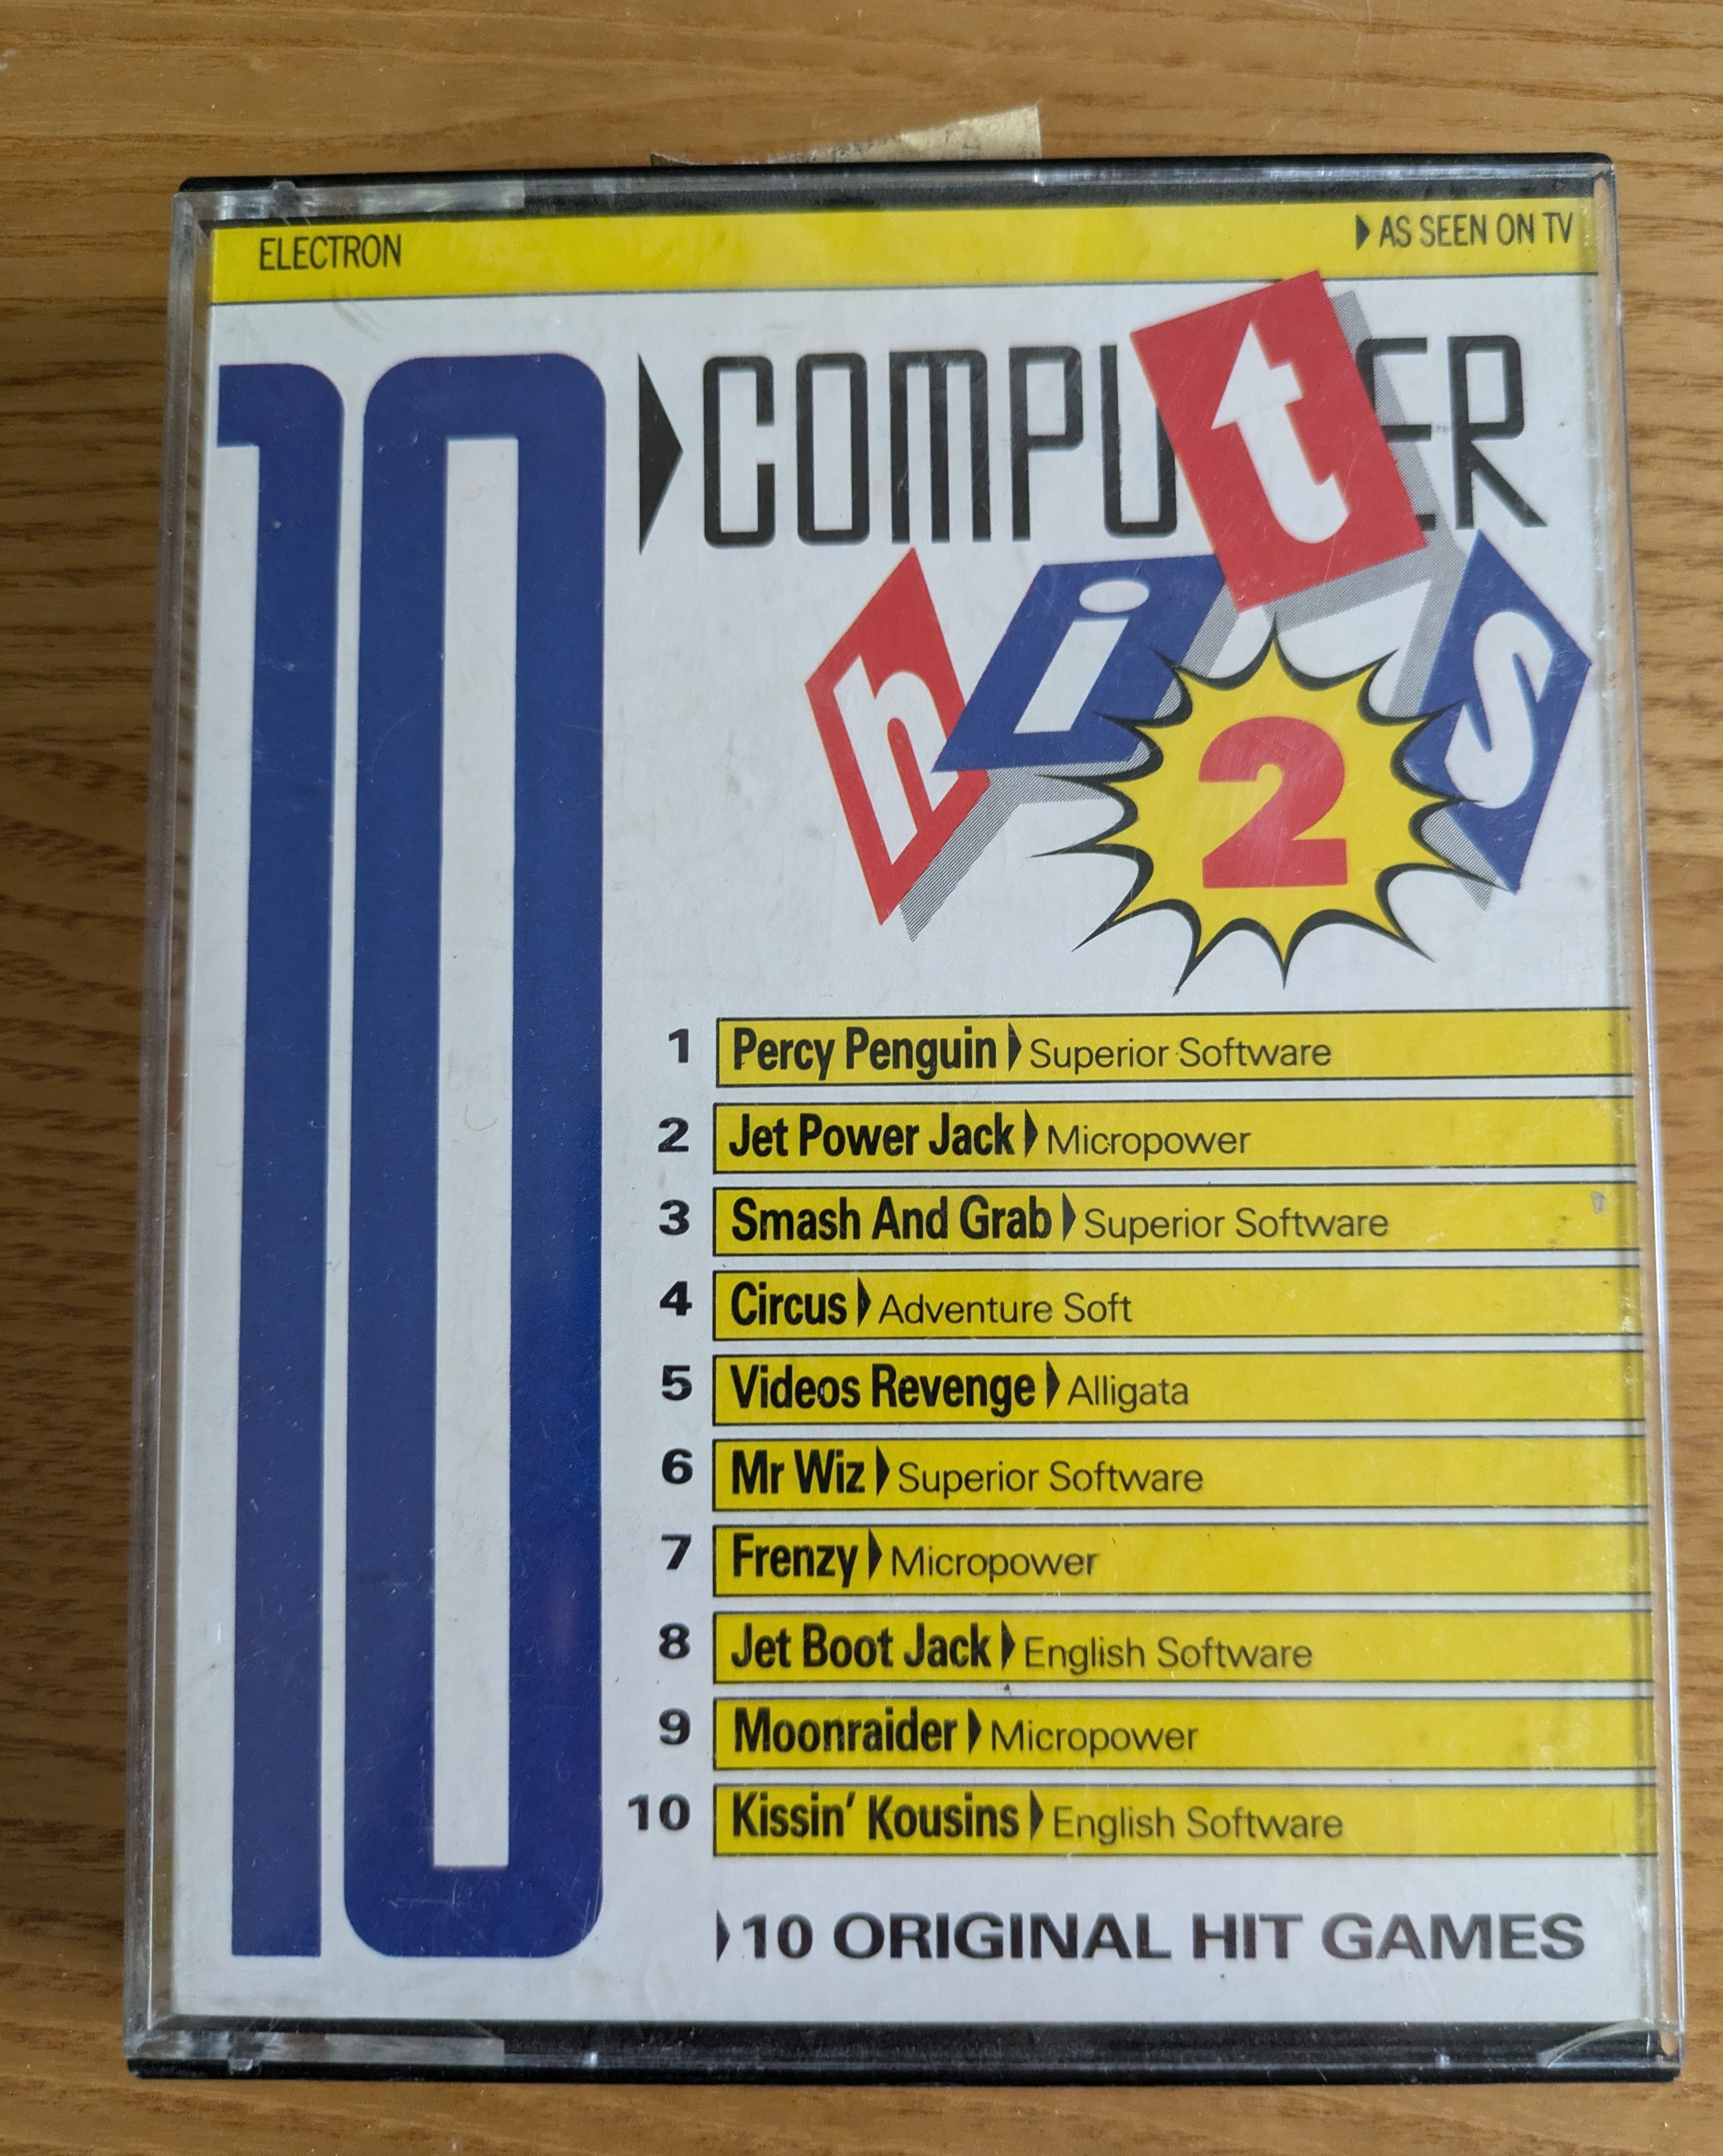 ELECTRON
AS SEEN ON TV
10
COMPUTER
hits
2
1 Percy Penguin Superior Software
2 Jet Power Jack Micropower
3 Smash And Grab Superior Software
4 Circus Adventure Soft
5 Videos Revenge Alligata
6 Mr Wiz Superior Software
7 Frenzy Micropower
8 Jet Boot Jack English Software
9 Moonraider Micropower
10 Kissin' Kousins English Software
10 ORIGINAL HIT GAMES